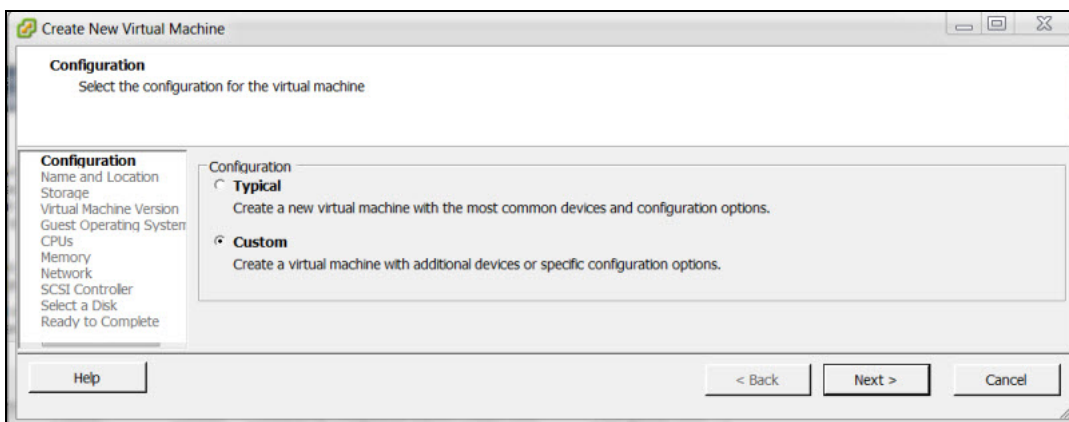 Create New Virtual Machine
Configuration
Select the configuration for the virtual machine
Configuration
Name and Location
Storage
Virtual Machine Version
Guest Operating System
CPUs
Memory
Network
SCSI Controller
Select a Disk
Ready to Complete
Configuration
Typical
Create a new virtual machine with the most common devices and configuration options.
Custom
Create a virtual machine with additional devices or specific configuration options.
Help
< Back
Next >
Cancel